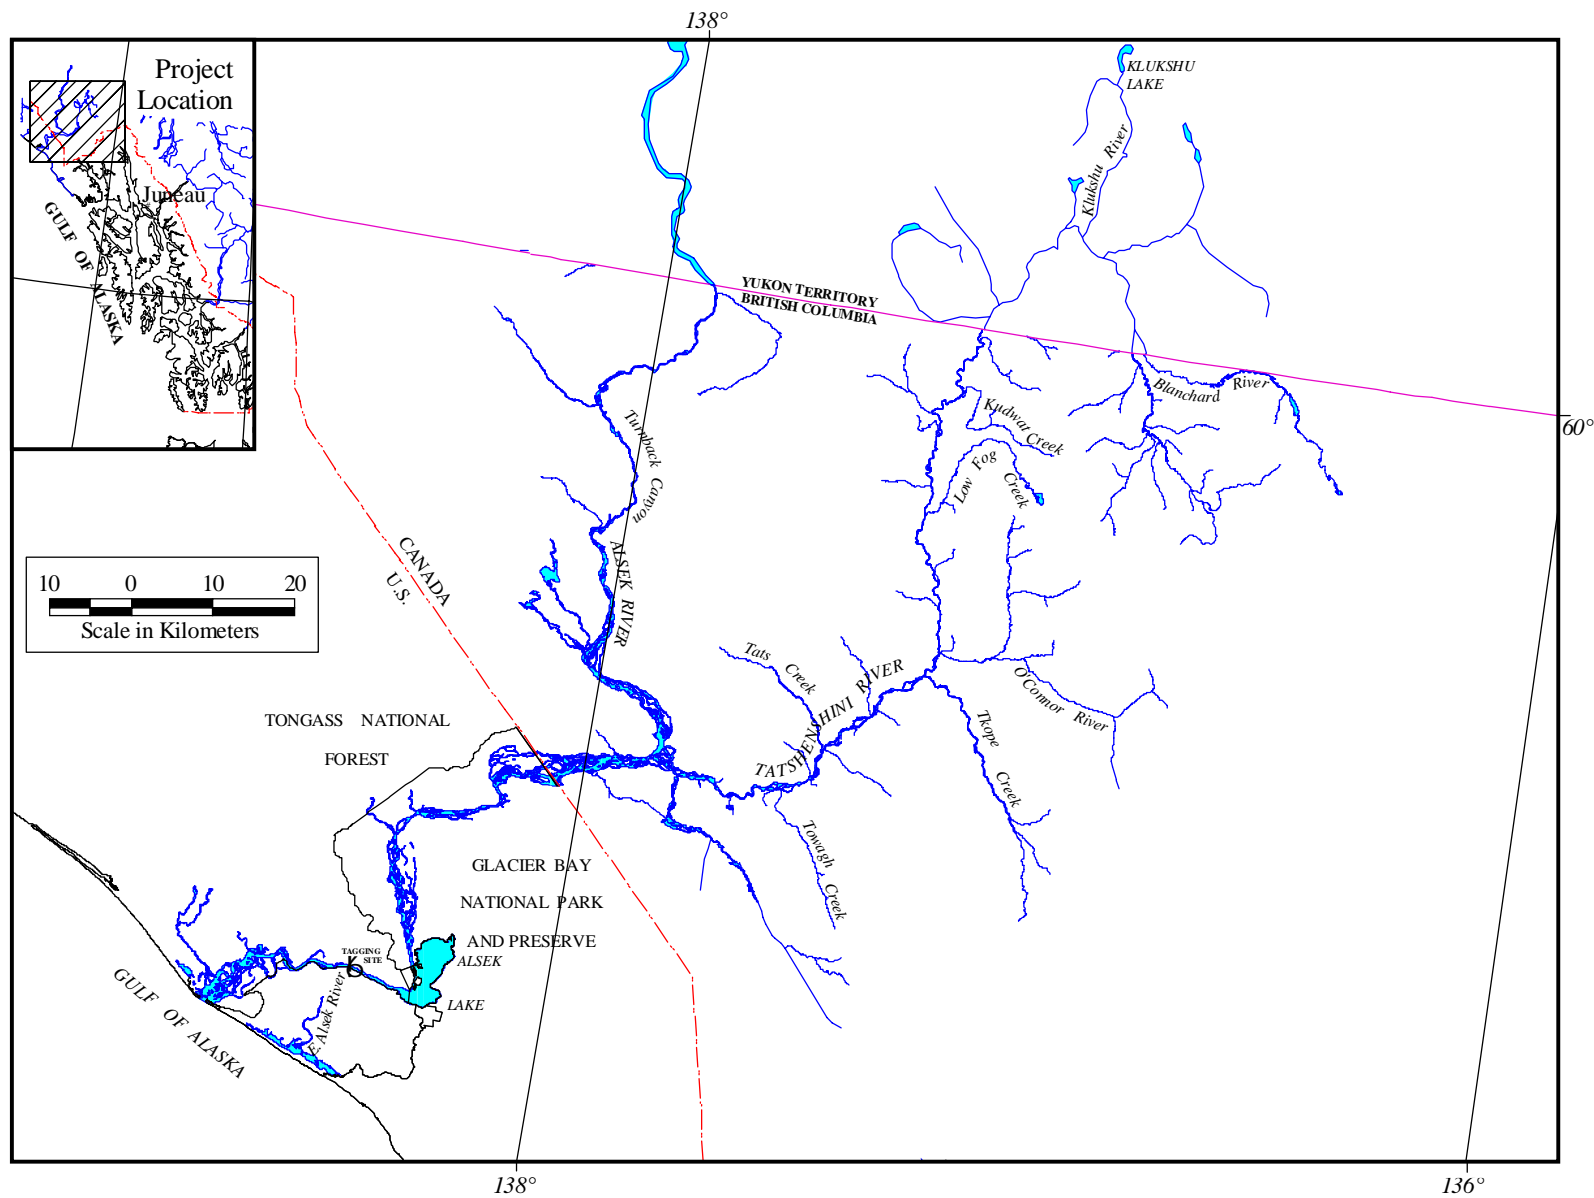 138°
Project
Location
Juneau
GULF OF ALASKA
KLUKSHU
LAKE
Klukshu River
YUKON TERRITORY
BRITISH COLUMBIA
Blanchard River
60°
Kudwat Creek
Low Fog Creek
Turnback Canyon
ALSEK RIVER
CANADA
U.S.
10 0 10 20
Scale in Kilometers
Tats Creek
TATSHENSHINI RIVER
O'Connor River
Tkope Creek
Towagh Creek
TONGASS NATIONAL
FOREST
GLACIER BAY
NATIONAL PARK
AND PRESERVE
ALSEK
LAKE
TAGGING
SITE
E. Alsek River
GULF OF ALASKA
138°
136°